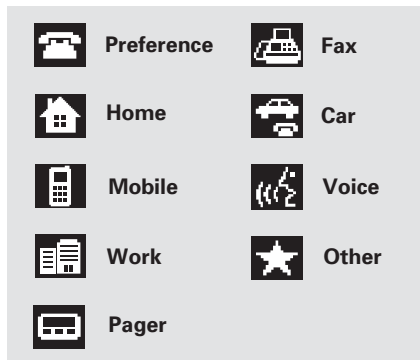 Preference
Fax
Home
Car
Mobile
Voice
Work
Other
Pager